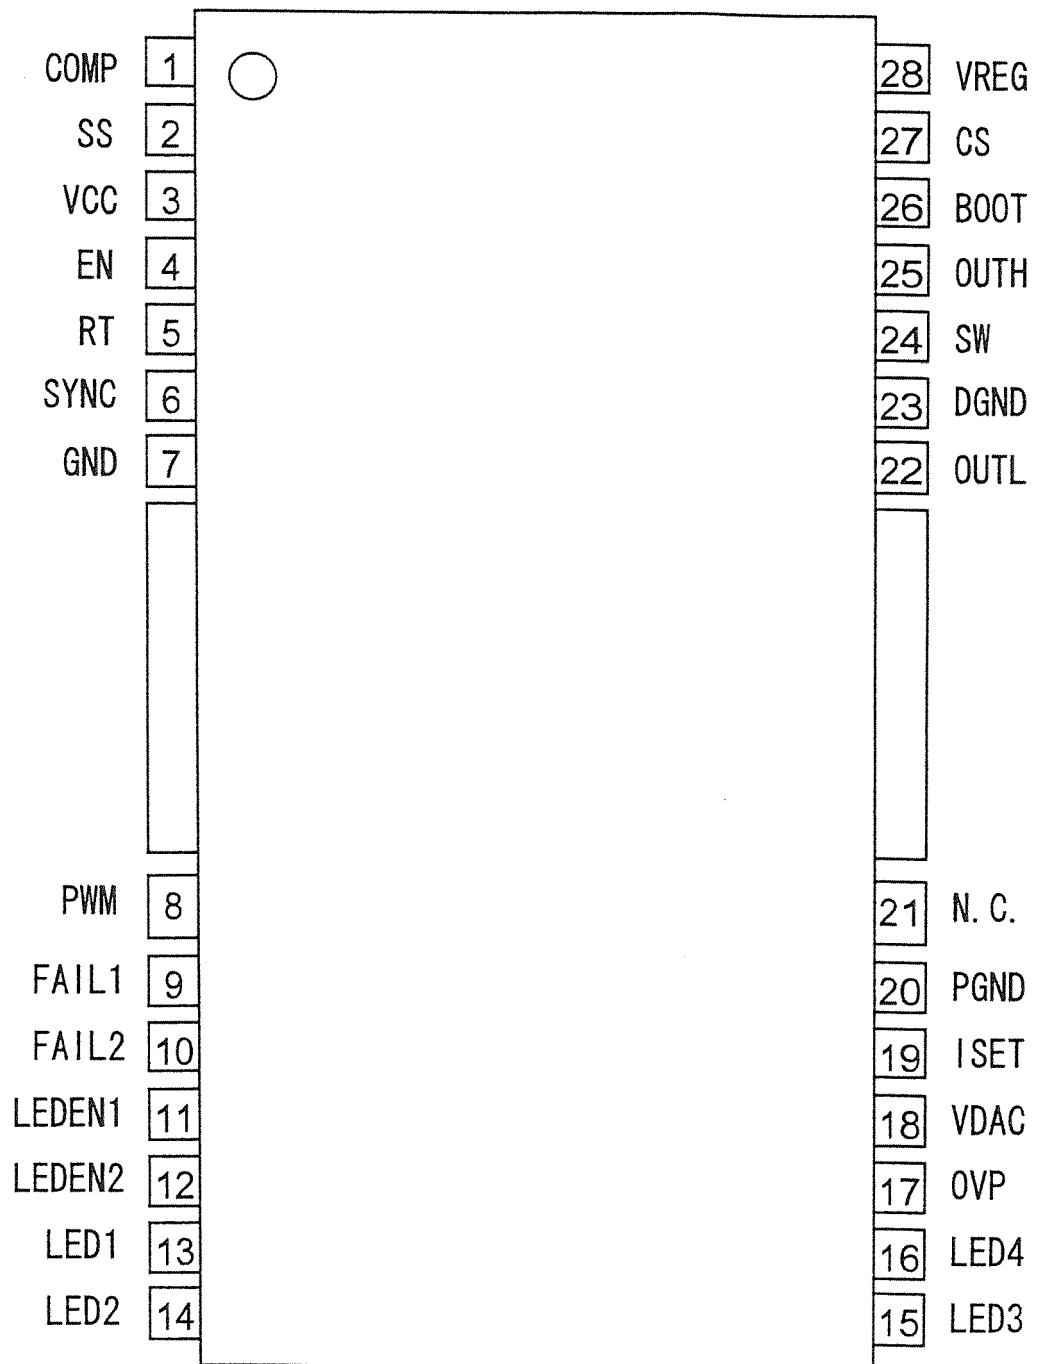 COMP 1 28 VREG
SS 2 27 CS
VCC 3 26 BOOT
EN 4 25 OUTH
RT 5 24 SW
SYNC 6 23 DGND
GND 7 22 OUTL
PWM 8 21 N.C.
FAIL1 9 20 PGND
FAIL2 10 19 ISET
LEDEN1 11 18 VDAC
LEDEN2 12 17 OVP
LED1 13 16 LED4
LED2 14 15 LED3